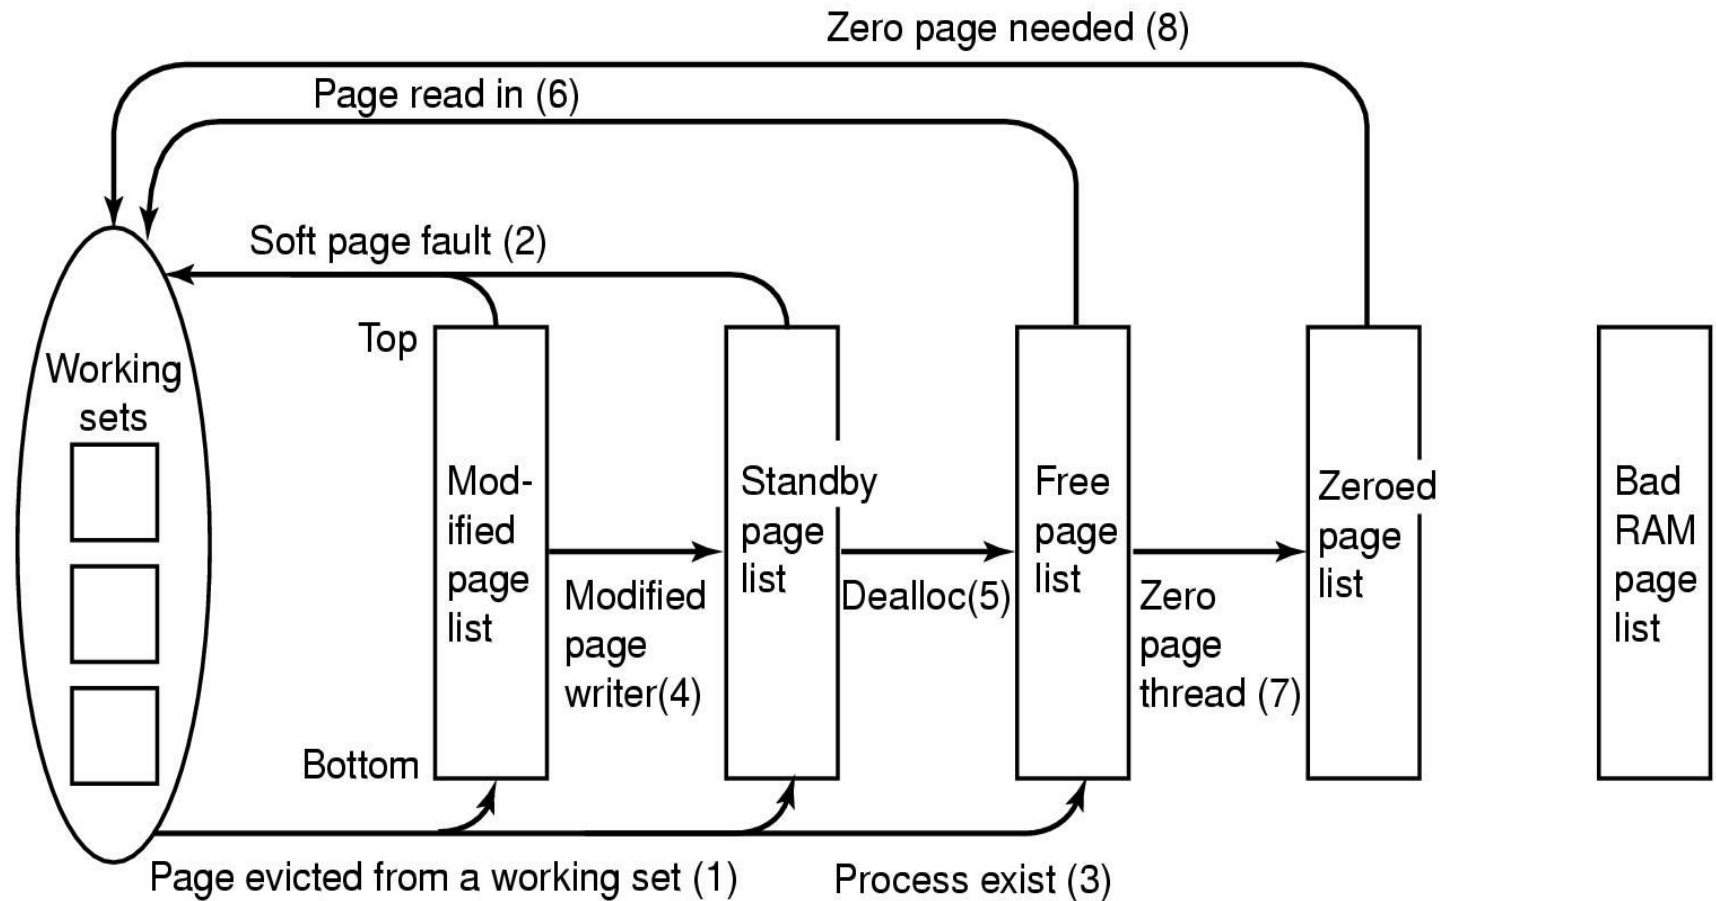 Zero page needed (8)
Page read in (6)
Soft page fault (2)
Top
Working
sets
Mod-
ified
page
list
Modified
page
writer(4)
Standby
page
list
Dealloc(5)
Free
page
list
Zero
page
thread (7)
Zeroed
page
list
Bad
RAM
page
list
Bottom
Page evicted from a working set (1)
Process exist (3)